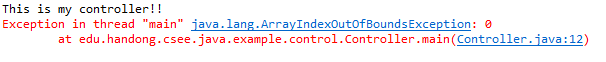 This is my controller!!
Exception in thread "main" java.lang.ArrayIndexOutOfBoundsException: 0
at edu.handong.csee.java.example.control.Controller.main(Controller.java:12)